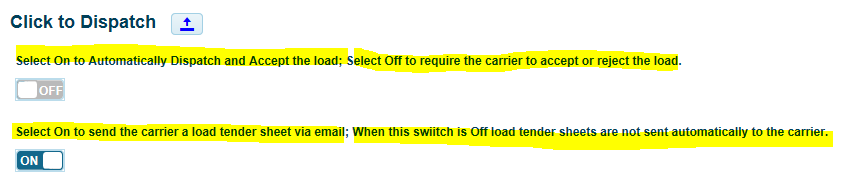 Click to Dispatch
Select On to Automatically Dispatch and Accept the load; Select Off to require the carrier to accept or reject the load.
OFF
Select On to send the carrier a load tender sheet via email; When this swiitch is Off load tender sheets are not sent automatically to the carrier.
ON